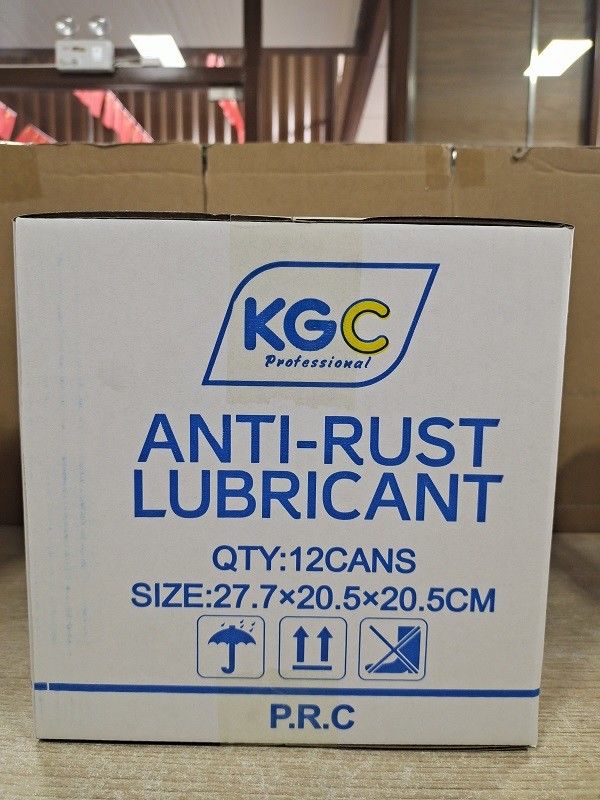 KGC
Professional
ANTI-RUST
LUBRICANT
QTY:12CANS
SIZE:27.7×20.5×20.5CM
P.R.C